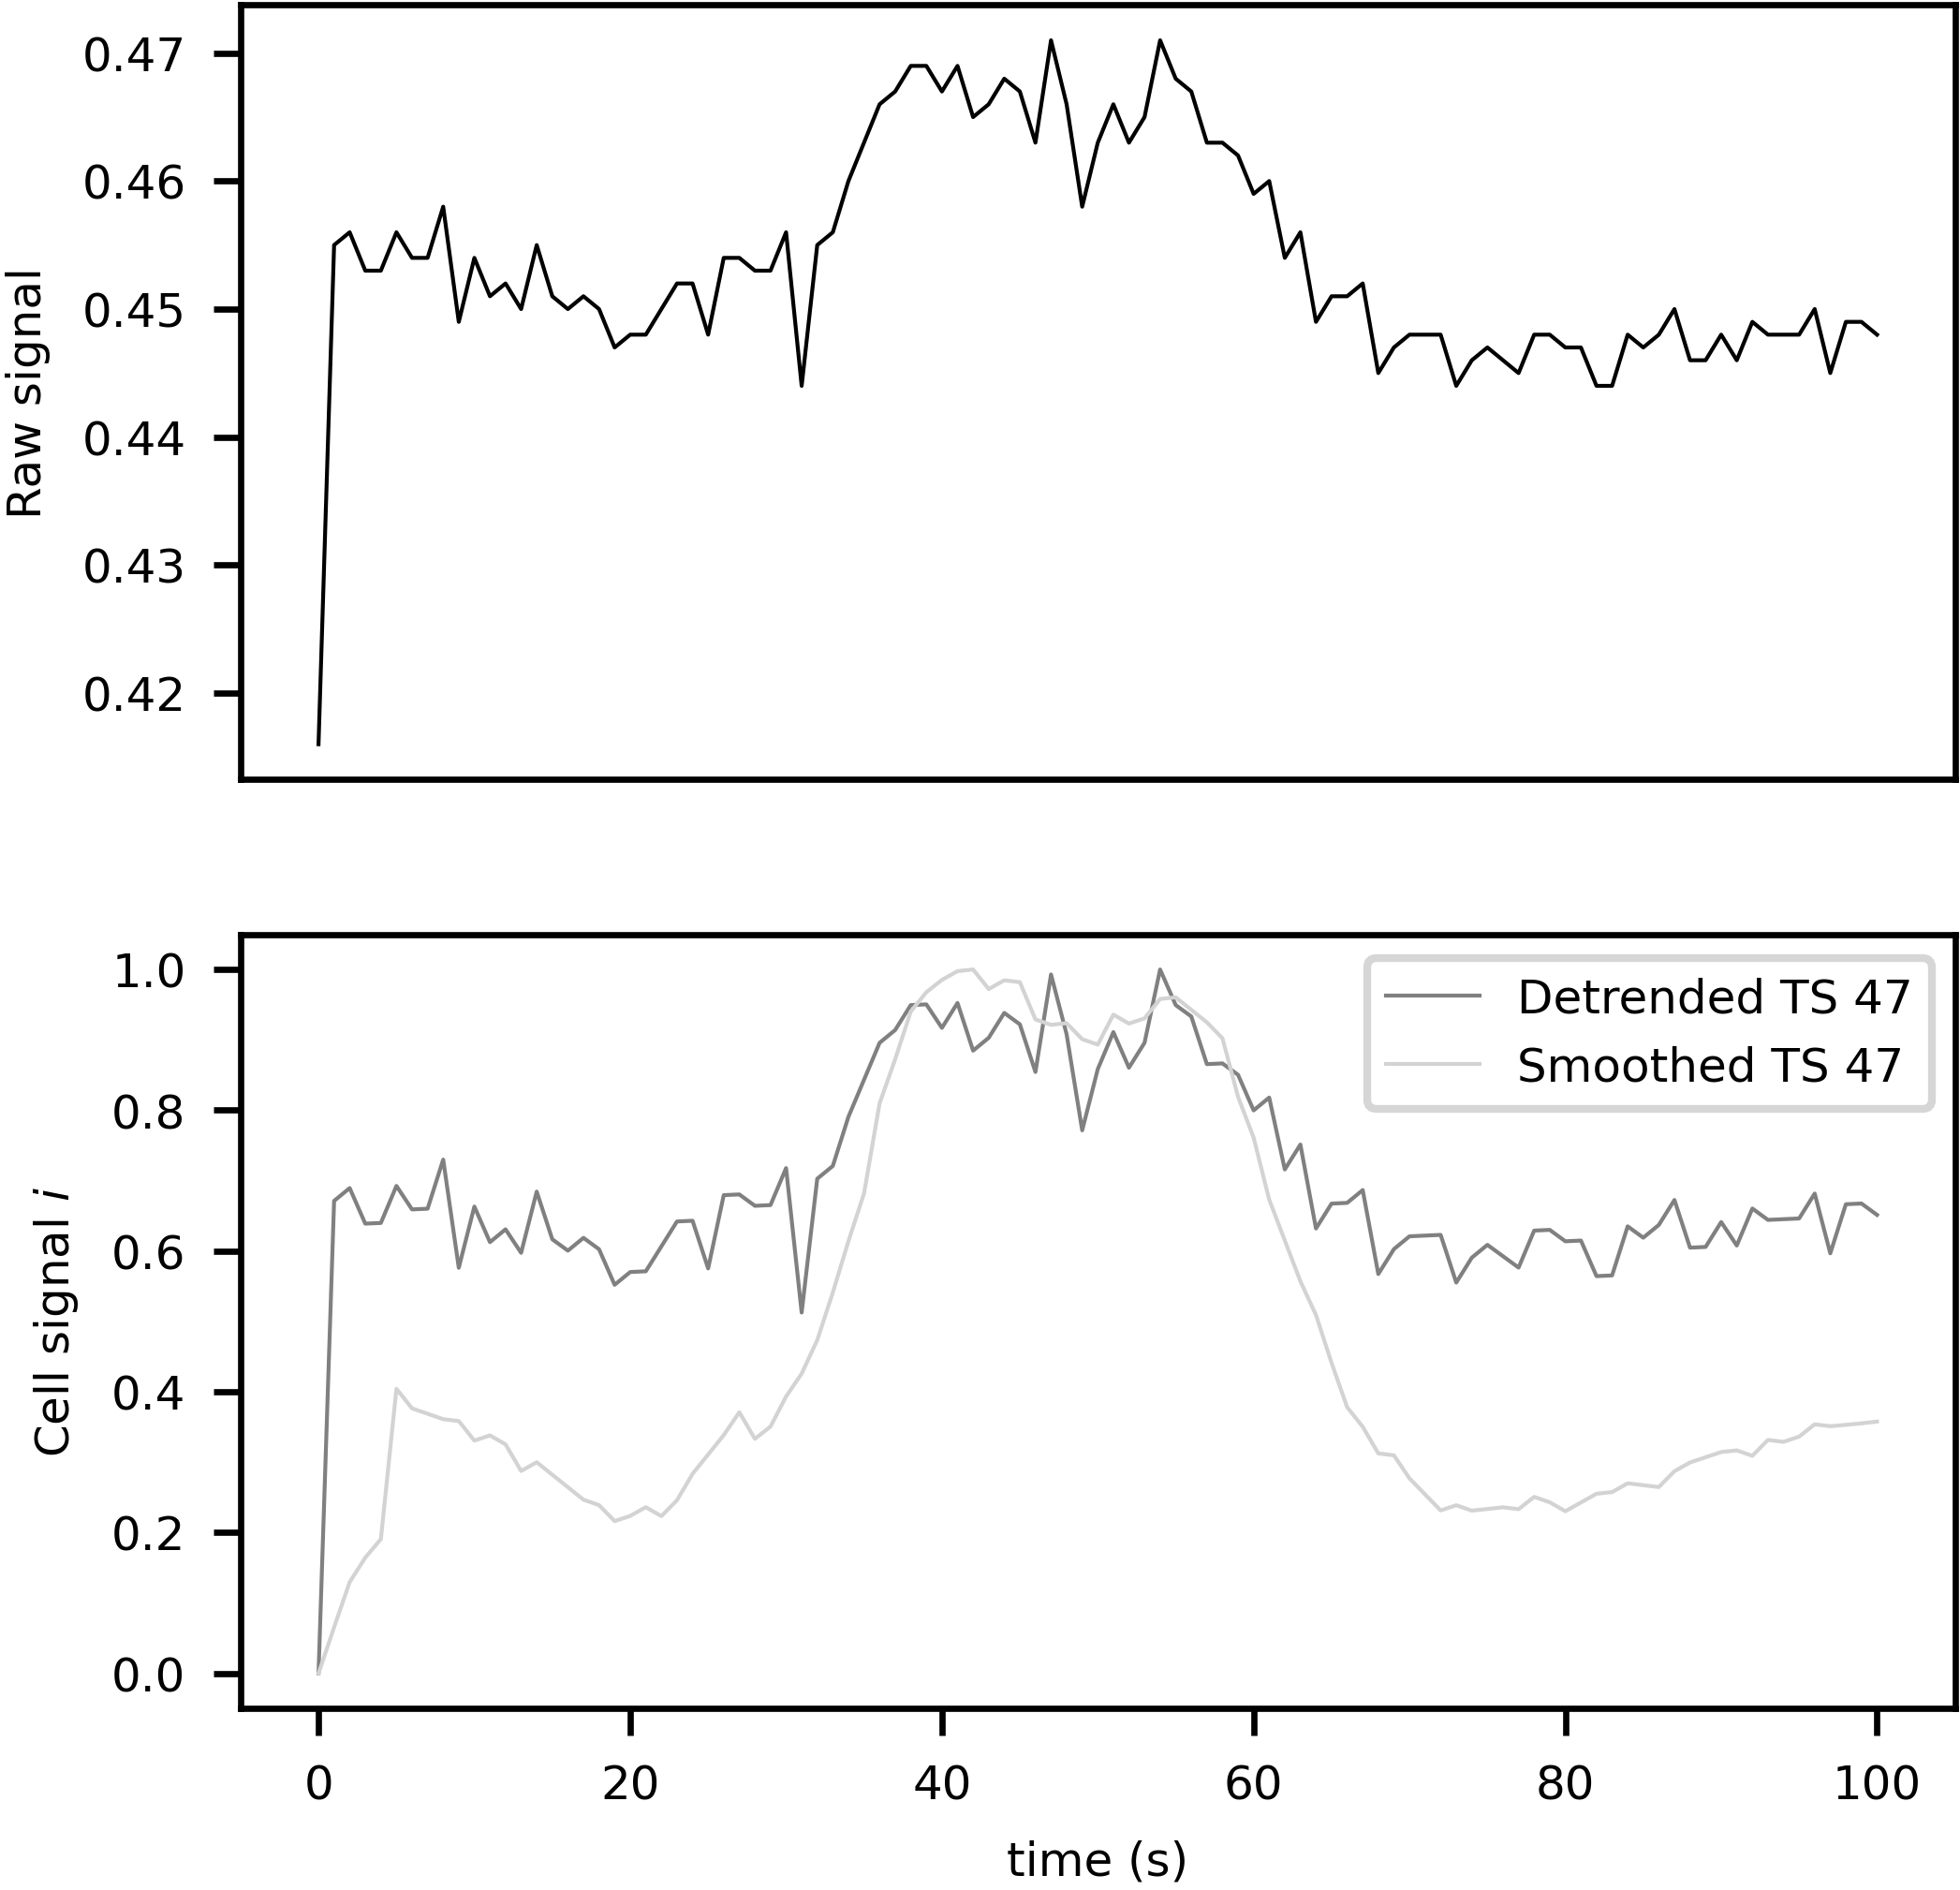 Raw signal
0.47
0.46
0.45
0.44
0.43
0.42
Cell signal i
1.0
0.8
0.6
0.4
0.2
0.0
Detrended TS 47
Smoothed TS 47
0 20 40 60 80 100
time (s)